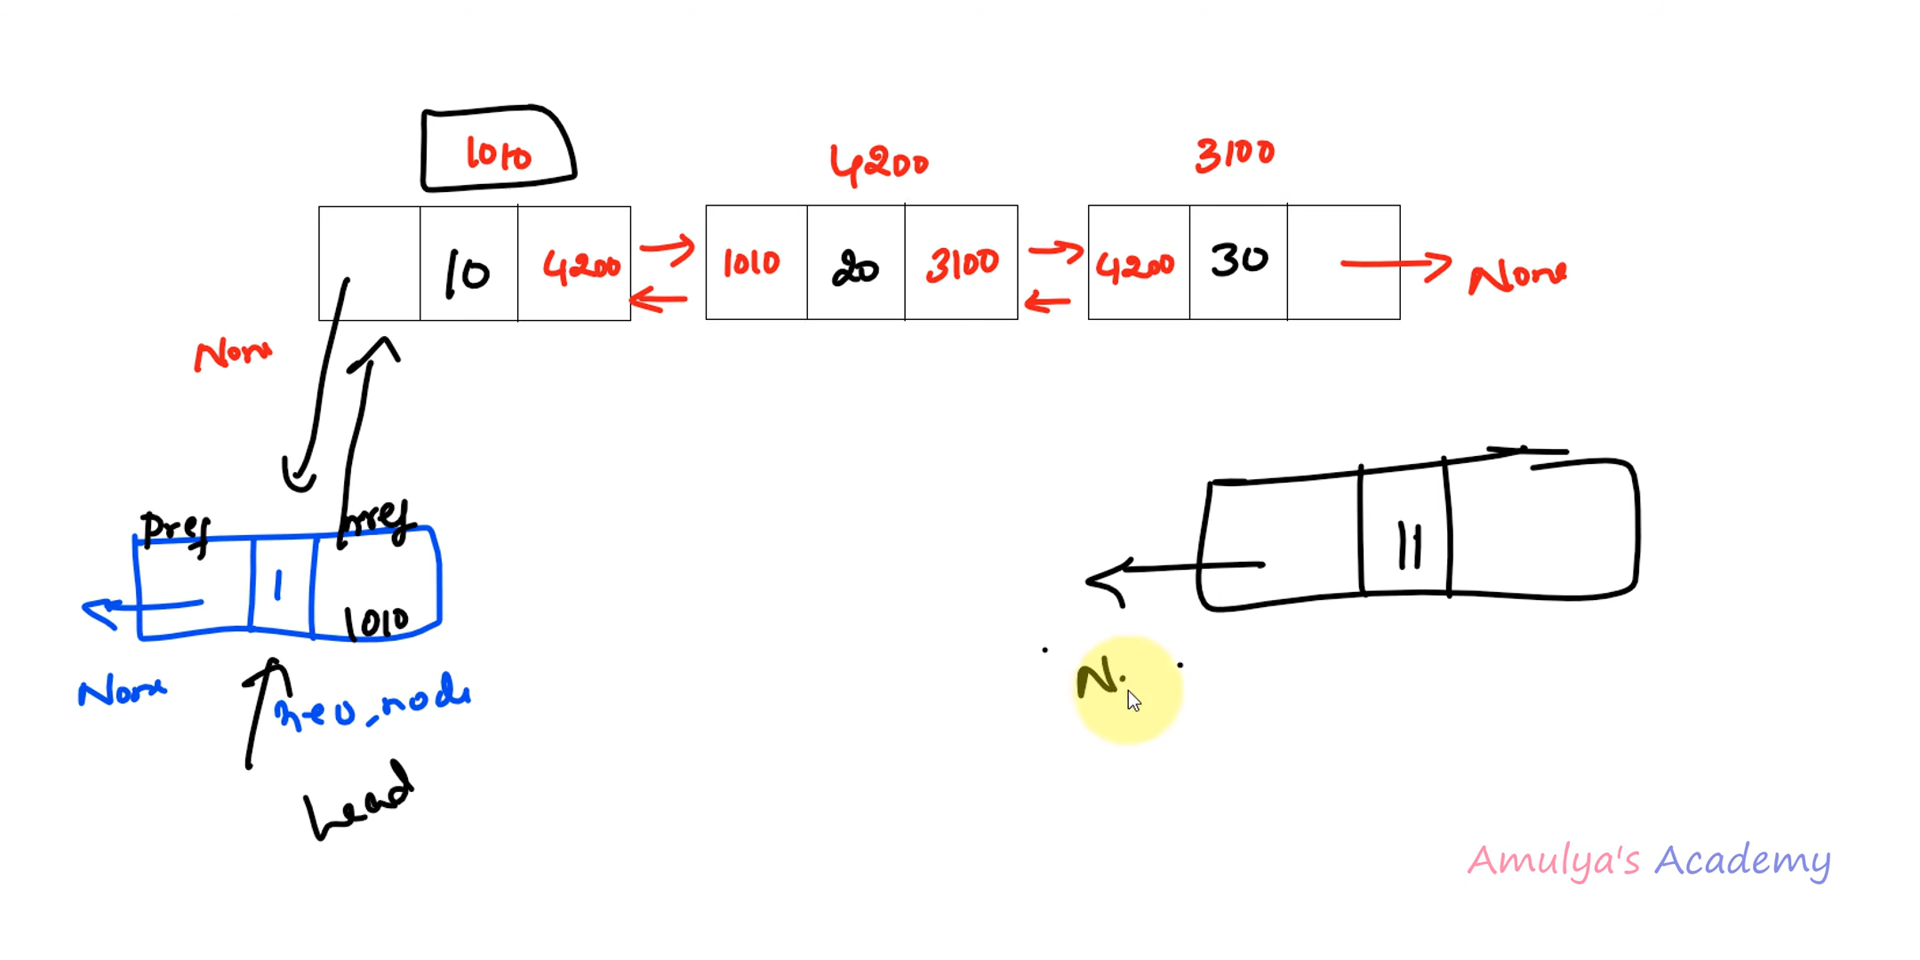 1010
4200
3100
10
4200
1010
20
3100
4200
30
None
None
pref
nref
1
1010
11
None
new_node
N
head
Amulya's Academy